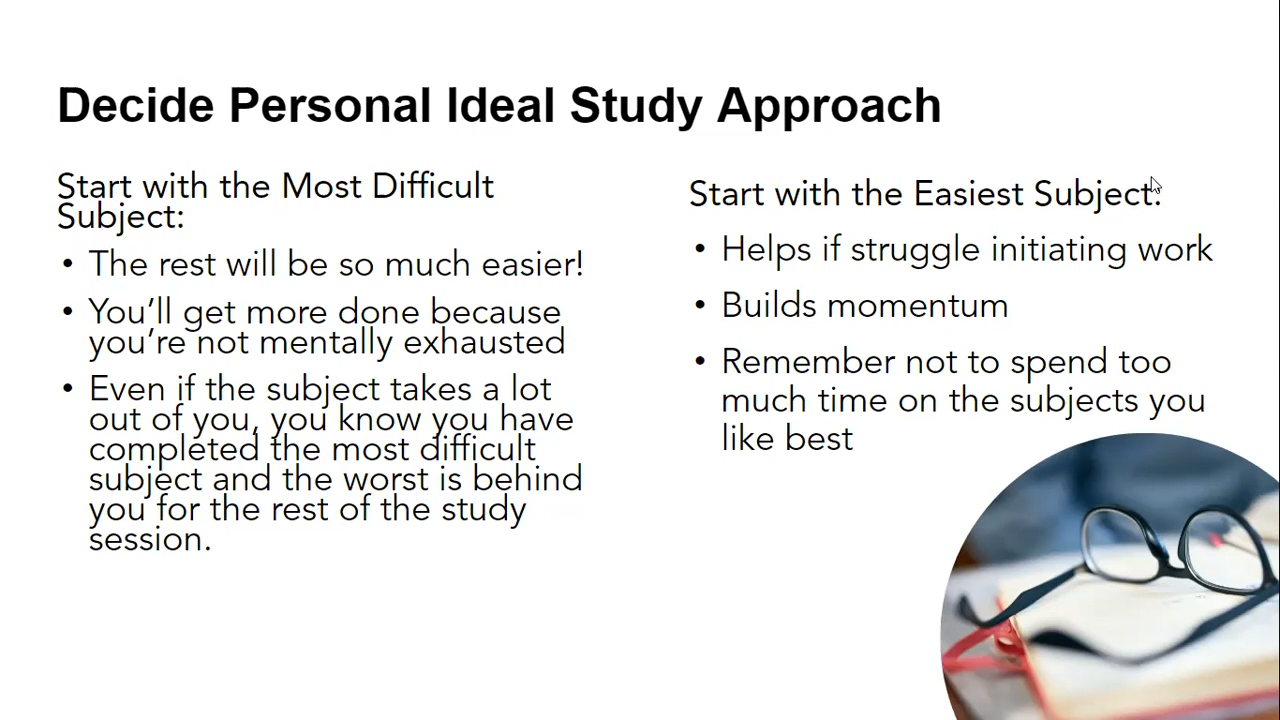 Decide Personal Ideal Study Approach
Start with the Most Difficult
Subject:
• The rest will be so much easier!
• You’ll get more done because
you’re not mentally exhausted
• Even if the subject takes a lot
out of you, you know you have
completed the most difficult
subject and the worst is behind
you for the rest of the study
session.
Start with the Easiest Subject:
• Helps if struggle initiating work
• Builds momentum
• Remember not to spend too
much time on the subjects you
like best